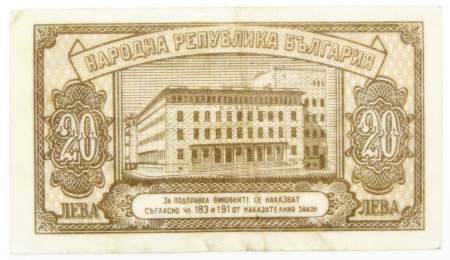 НАРОДНА РЕПУБЛИКА БЪЛГАРИЯ
20
20
ЛЕВА
ЛЕВА
ЗА ПОДПРАВКА ВИНОВНИТЕ СЕ НАКАЗВАТ
СЪГЛАСНО ЧЛ. 183 И 191 ОТ НАКАЗАТЕЛНИЯ ЗАКОН